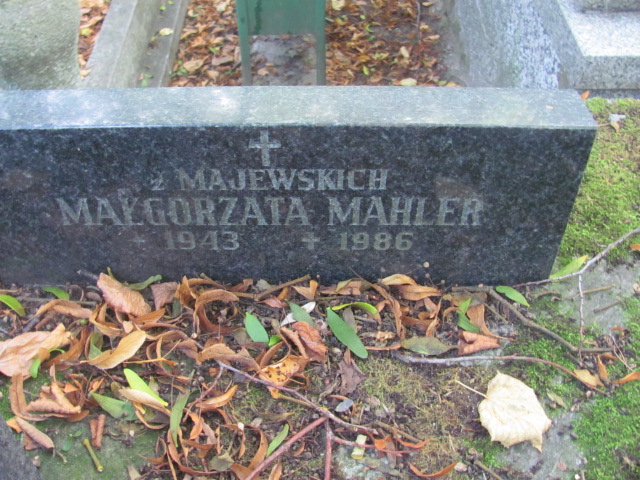 z MAJEWSKICH
MAŁGORZATA MAHLER
* 1943 + 1986